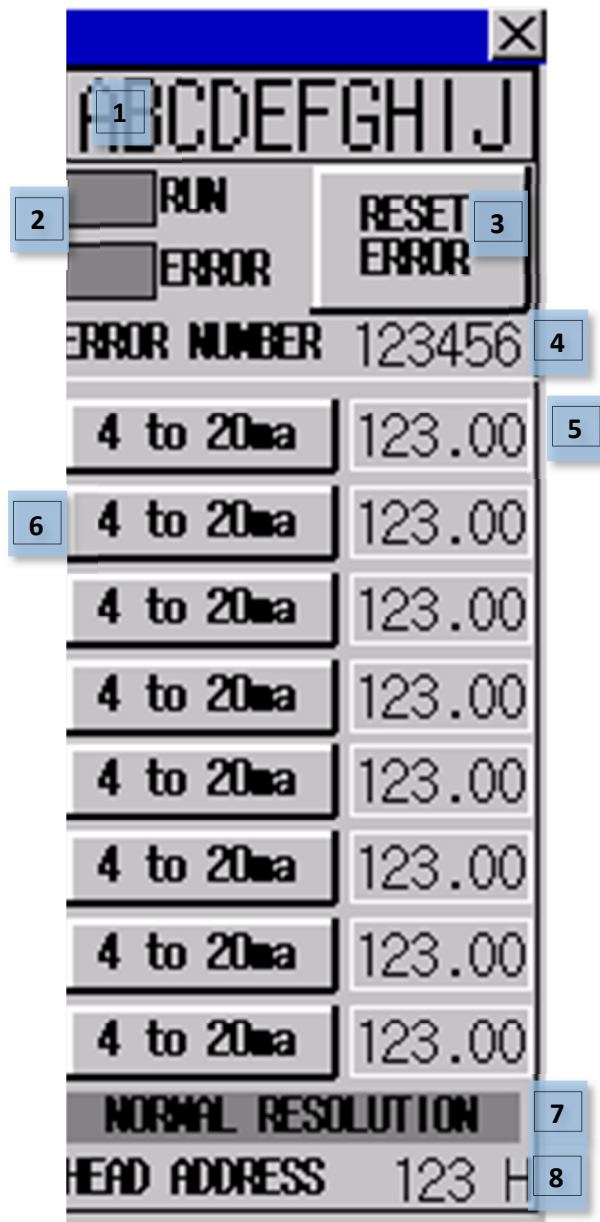 X
ABCDEFGHIJ
1
RUN
2
RESET
ERROR
3
ERROR
ERROR NUMBER 123456
4
4 to 20ma 123.00
5
4 to 20ma 123.00
6
4 to 20ma 123.00
4 to 20ma 123.00
4 to 20ma 123.00
4 to 20ma 123.00
4 to 20ma 123.00
4 to 20ma 123.00
NORMAL RESOLUTION
7
HEAD ADDRESS 123 H
8